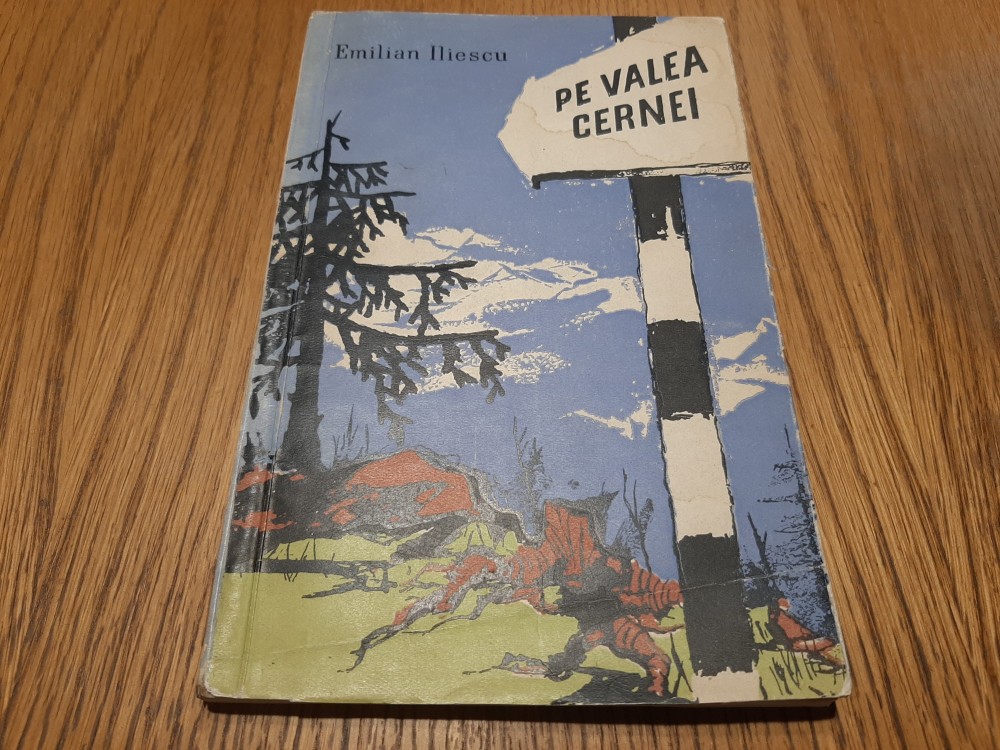 Emilian Iliescu
PE VALEA
CERNEI